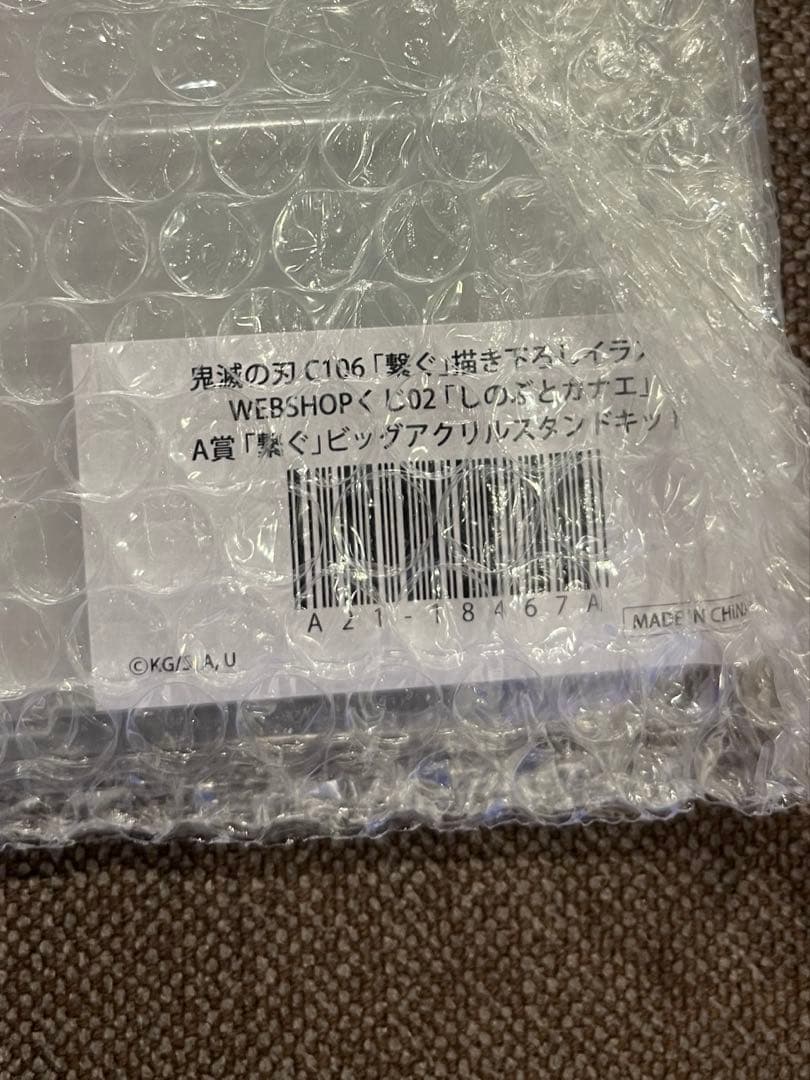 鬼滅の刃 C106「繋ぐ」描き下ろしイラス
WEBSHOPくじ02「しのぶとカナエ」
A賞「繋ぐ」ビッグアクリルスタンドキット
A21-18467A
MADE IN CHINA
©KG/S,A,U